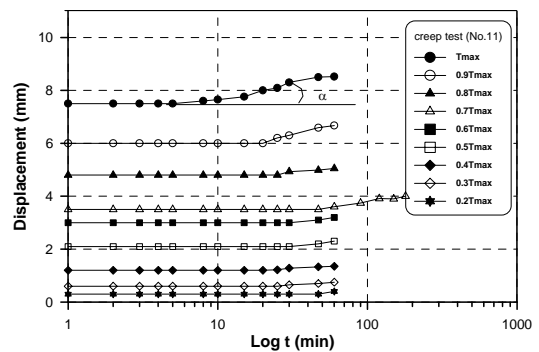 creep test (No.11)
Tmax
0.9Tmax
0.8Tmax
0.7Tmax
0.6Tmax
0.5Tmax
0.4Tmax
0.3Tmax
0.2Tmax
α
Displacement (mm)
10
8
6
4
2
0
1 10 100 1000
Log t (min)